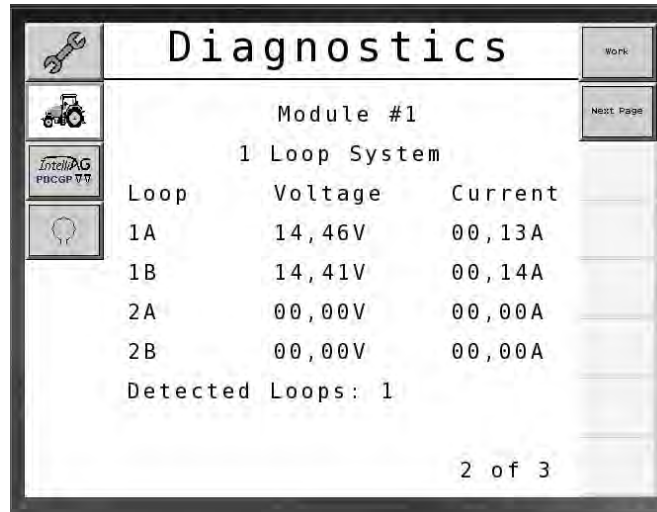 Diagnostics
Work
Module #1
Next Page
1 Loop System
IntelliAG
PBCGP
Loop Voltage Current
1A 14,46V 00,13A
1B 14,41V 00,14A
2A 00,00V 00,00A
2B 00,00V 00,00A
Detected Loops: 1
2 of 3